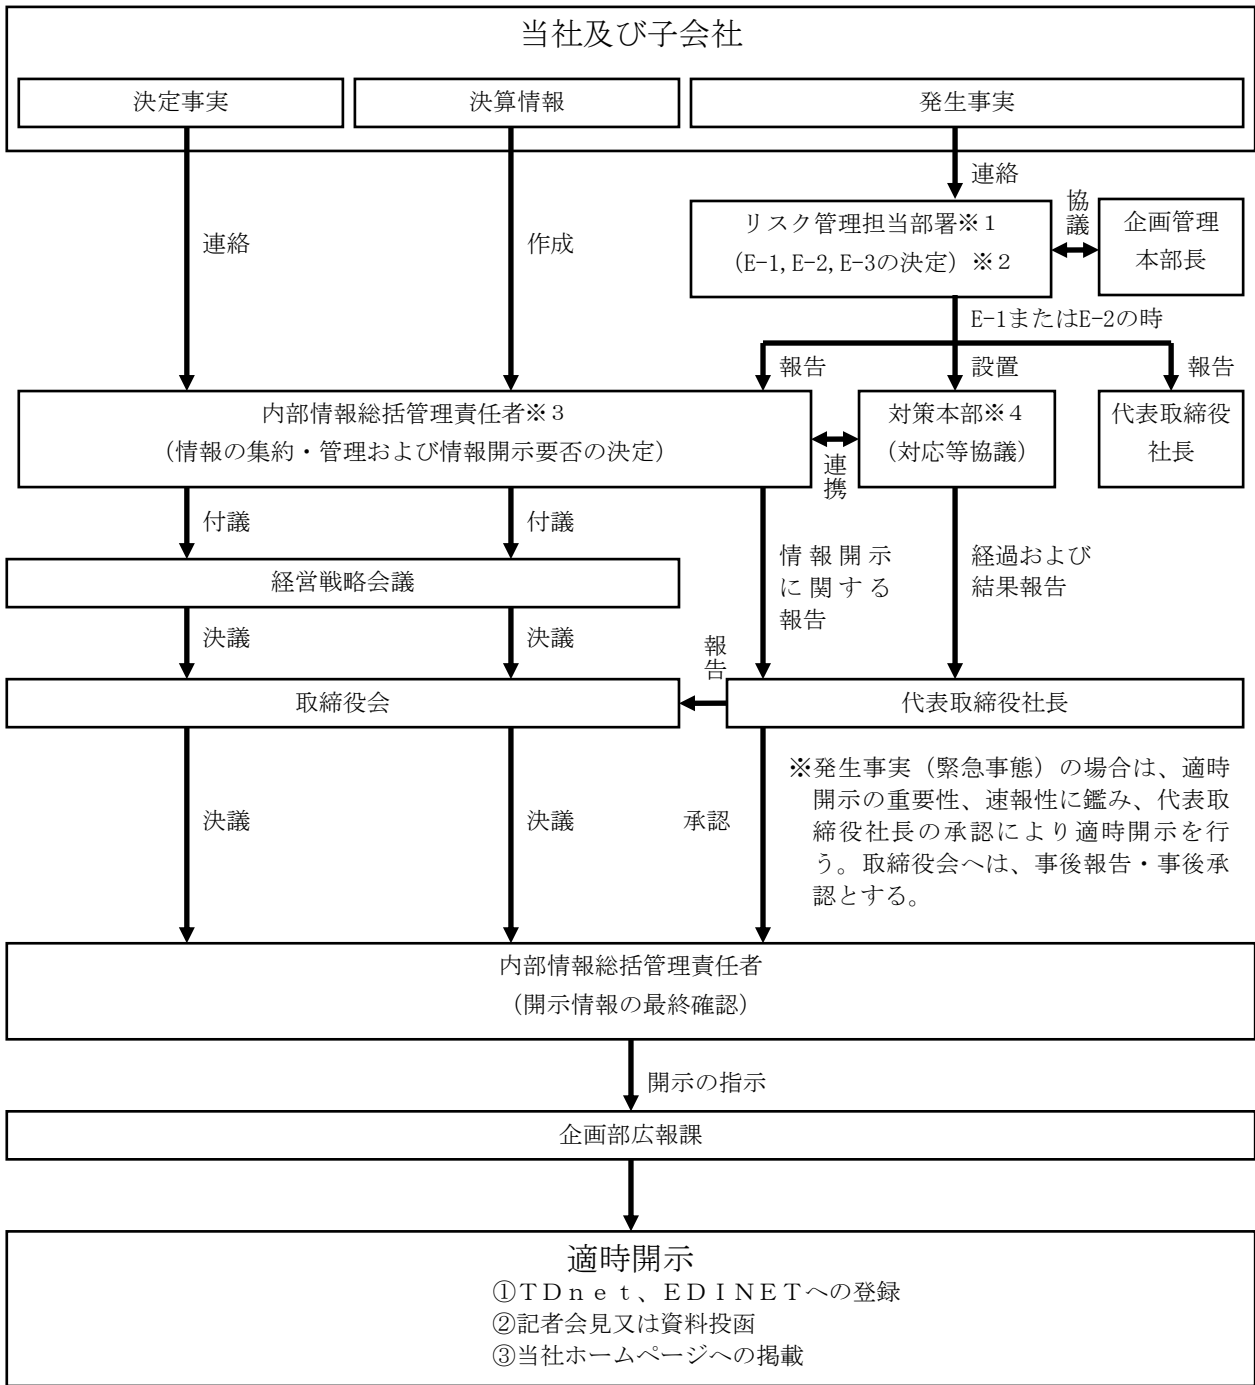 当社及び子会社
決定事実
決算情報
発生事実
連絡
協議
リスク管理担当部署※1
(E-1,E-2,E-3の決定)※2
企画管理
本部長
連絡
作成
E-1またはE-2の時
報告
設置
報告
内部情報総括管理責任者※3
(情報の集約・管理および情報開示要否の決定)
連携
対策本部※4
(対応等協議)
代表取締役
社長
付議
付議
経営戦略会議
情報開示
に関する
報告
経過および
結果報告
決議
決議
報告
取締役会
代表取締役社長
※発生事実(緊急事態)の場合は、適時
開示の重要性、速報性に鑑み、代表取
締役社長の承認により適時開示を行
う。取締役会へは、事後報告・事後承
認とする。
決議
決議
承認
内部情報総括管理責任者
(開示情報の最終確認)
開示の指示
企画部広報課
適時開示
①TDnet、EDINETへの登録
②記者会見又は資料投函
③当社ホームページへの掲載